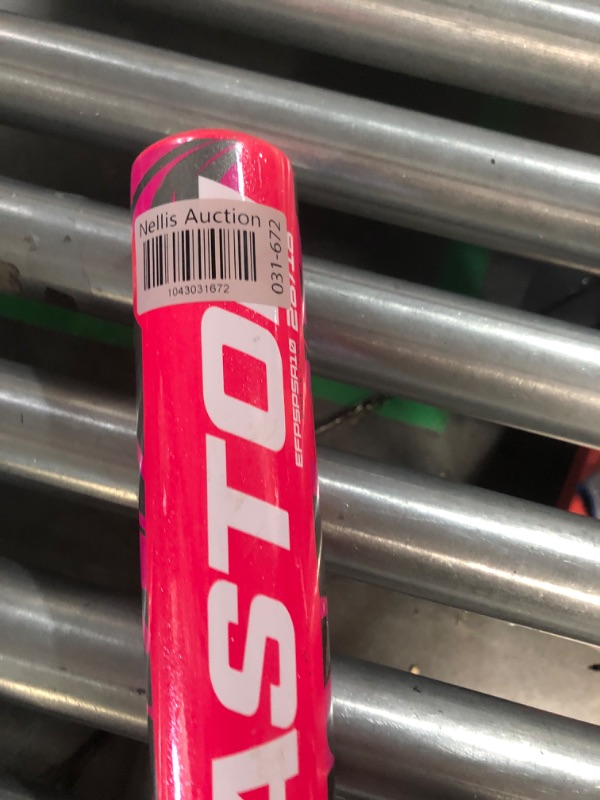 Nellis Auction
1043031672
031-672
ASTO
EFPSPSA10